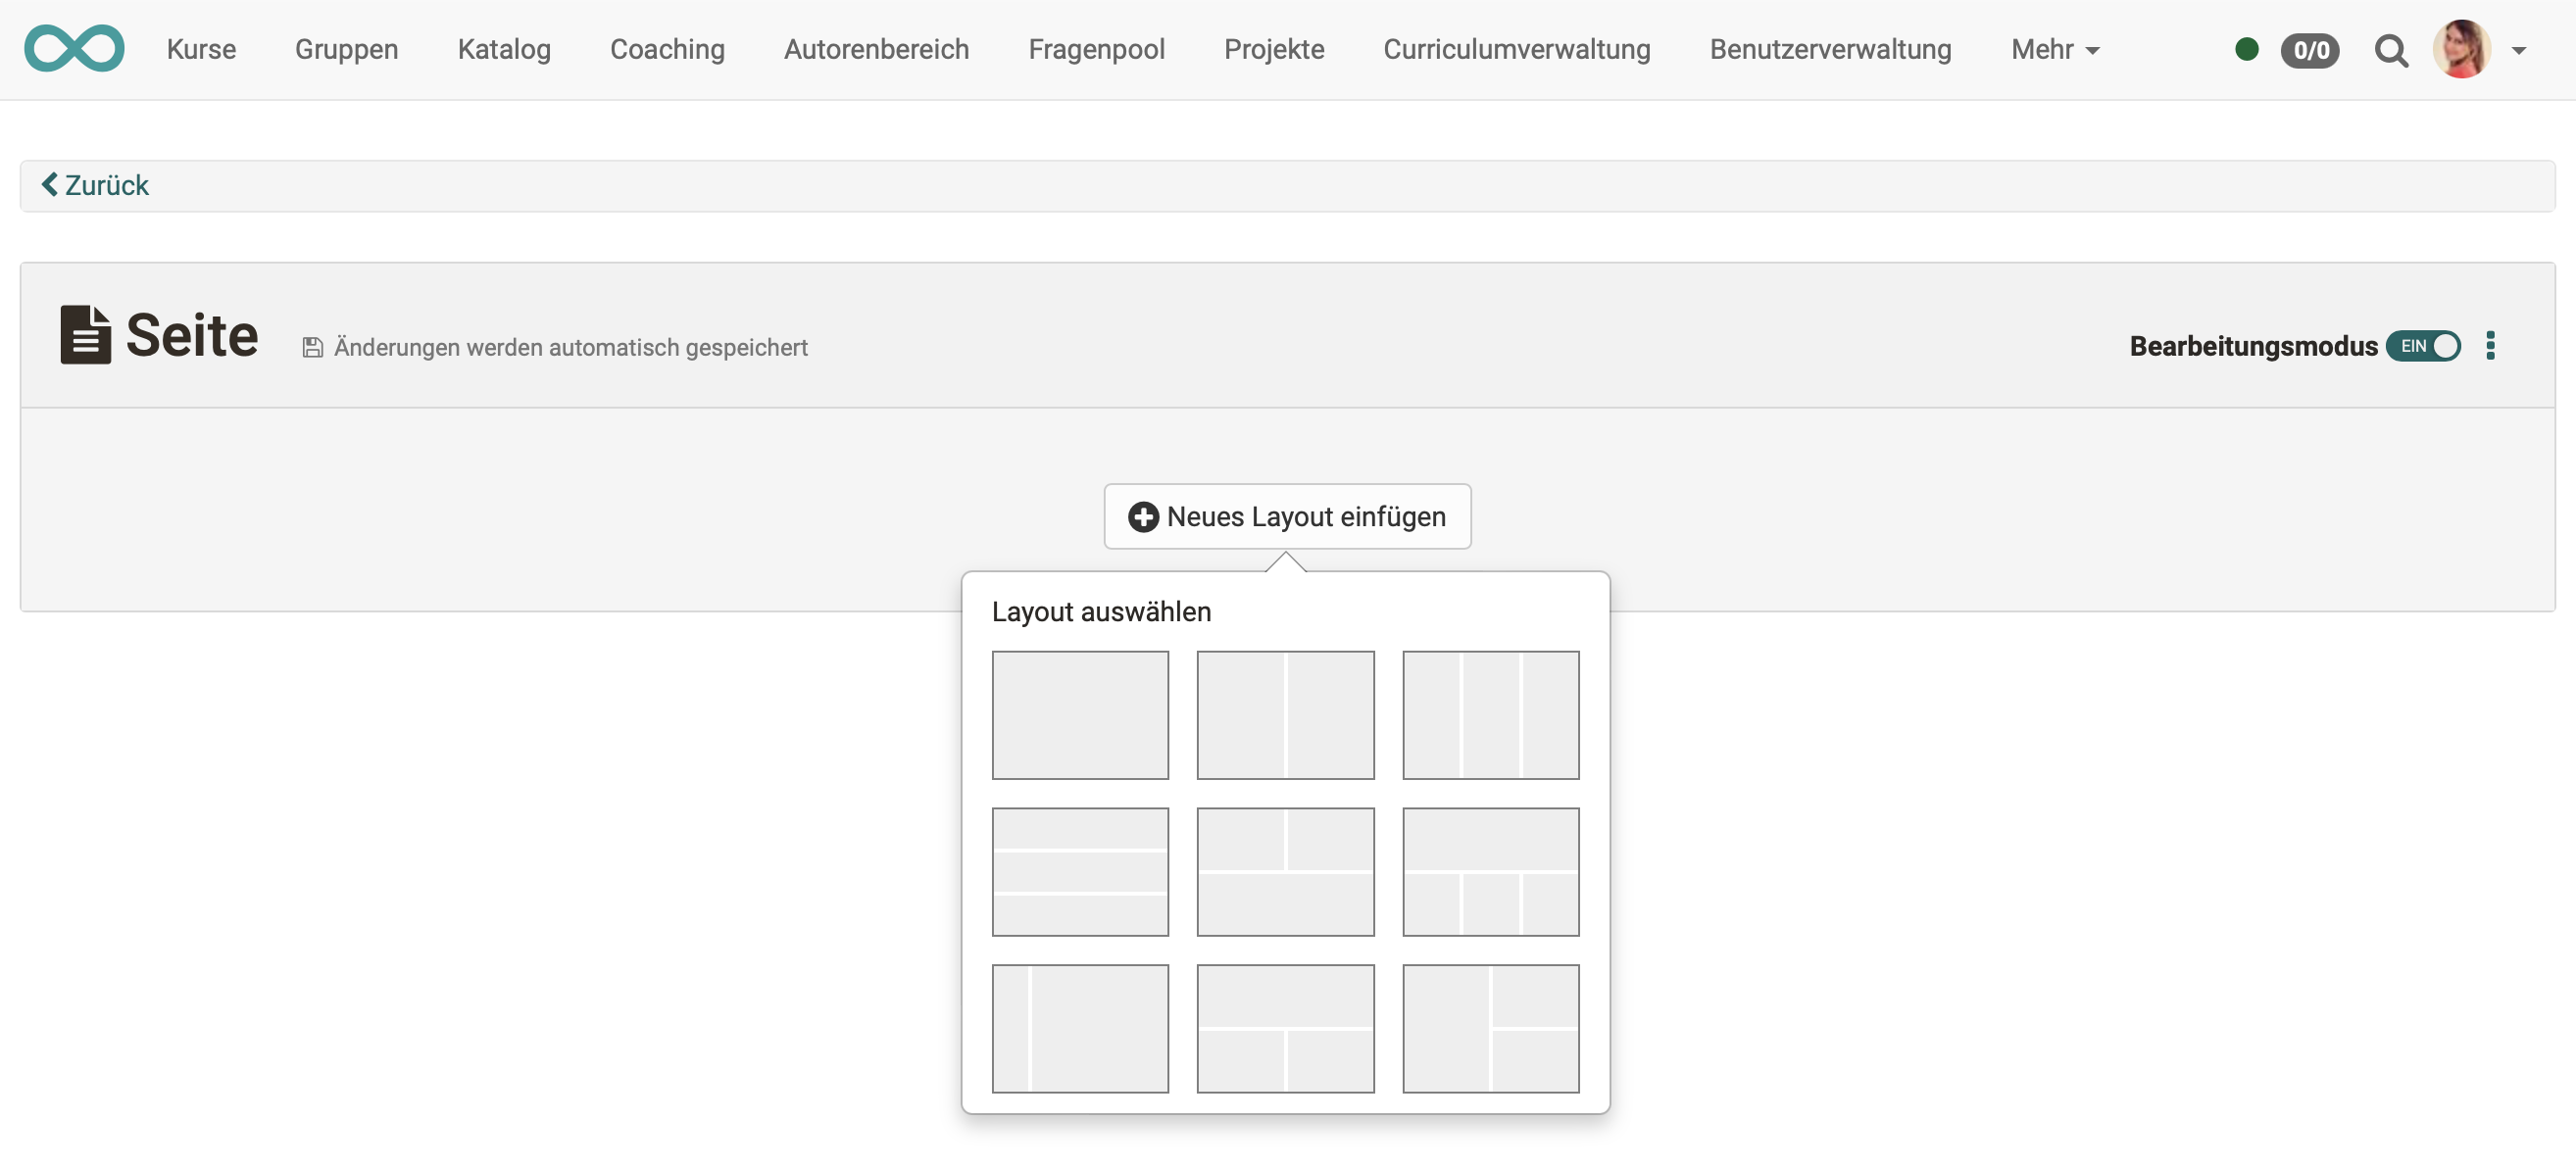 Kurse Gruppen Katalog Coaching Autorenbereich Fragenpool Projekte Curriculumverwaltung Benutzerverwaltung Mehr 0/0
Zurück
Seite Änderungen werden automatisch gespeichert Bearbeitungsmodus EIN
Neues Layout einfügen
Layout auswählen